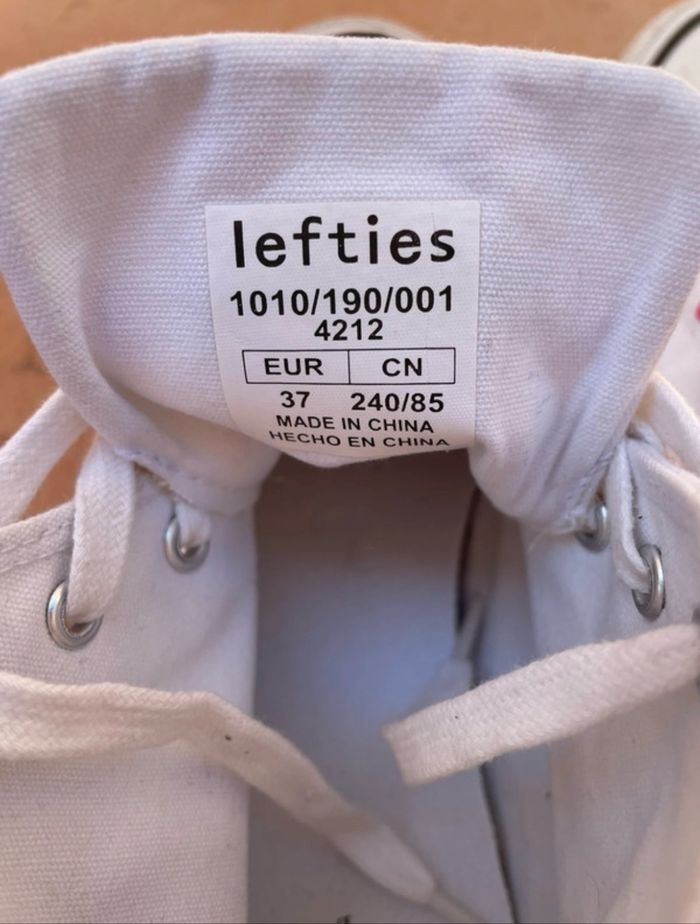 lefties
1010/190/001
4212
EUR CN
37 240/85
MADE IN CHINA
HECHO EN CHINA